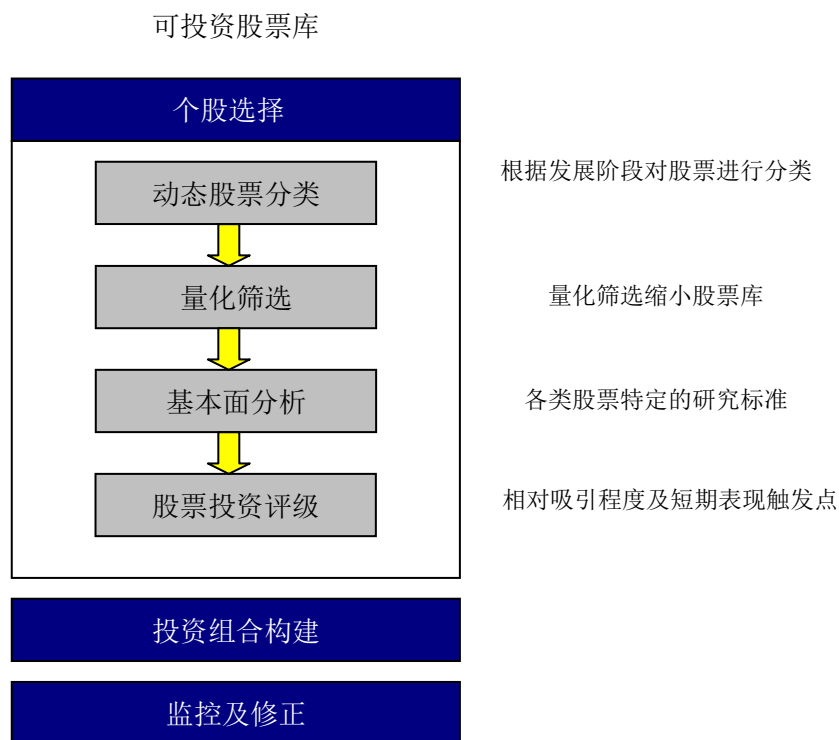 可投资股票库
个股选择
动态股票分类
根据发展阶段对股票进行分类
量化筛选
量化筛选缩小股票库
基本面分析
各类股票特定的研究标准
股票投资评级
相对吸引程度及短期表现触发点
投资组合构建
监控及修正